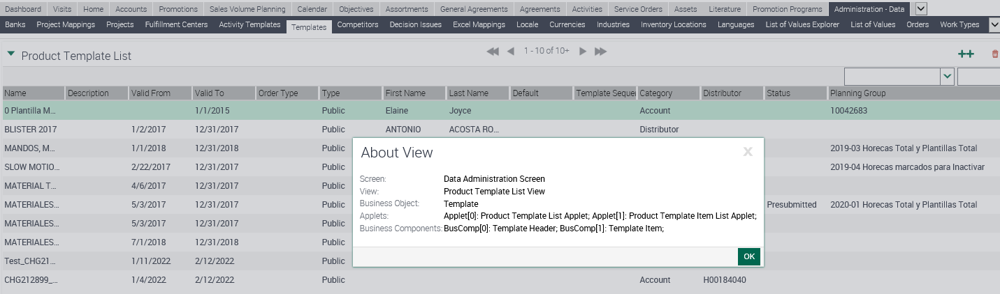 Dashboard Visits Home Accounts Promotions Sales Volume Planning Calendar Objectives Assortments General Agreements Agreements Activities Service Orders Assets Literature Promotion Programs Administration - Data
Banks Project Mappings Projects Fulfillment Centers Activity Templates Templates Competitors Decision Issues Excel Mappings Locale Currencies Industries Inventory Locations Languages List of Values Explorer List of Values Orders Work Types
Product Template List 1 - 10 of 10+
Name Description Valid From Valid To Order Type Type First Name Last Name Default Template Sequen Category Distributor Status Planning Group
0 Plantilla M... 1/1/2015 Public Elaine Joyce Account 10042683
BLISTER 2017 1/2/2017 12/31/2017 Public ANTONIO ACOSTA RO... Distributor
MANDOS, M... 1/1/2018 12/31/2018 Public 2019-03 Horecas Total y Plantillas Total
SLOW MOTIO... 2/22/2017 12/31/2017 Public 2019-04 Horecas marcados para Inactivar
MATERIAL T... 4/6/2017 12/31/2017 Public
MATERIALES... 5/3/2017 12/31/2017 Public Presubmitted 2020-01 Horecas Total y Plantillas Total
MATERIALES... 5/3/2017 12/31/2017 Public
MATERIALES... 7/1/2018 12/31/2018 Public
Test_CHG21... 1/11/2022 2/12/2022 Public
CHG212899_... 1/4/2022 2/12/2022 Public Account H00184040
About View X
Screen: Data Administration Screen
View: Product Template List View
Business Object: Template
Applets: Applet[0]: Product Template List Applet; Applet[1]: Product Template Item List Applet;
Business Components: BusComp[0]: Template Header; BusComp[1]: Template Item;
OK